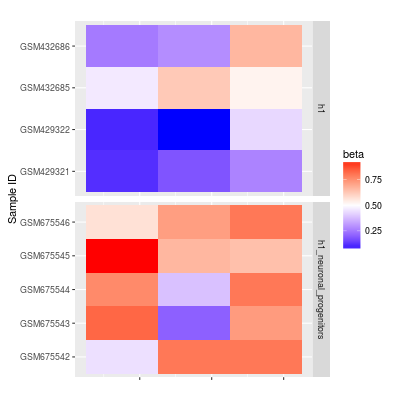 GSM432686
GSM432685
GSM429322
GSM429321
h1
GSM675546
GSM675545
GSM675544
GSM675543
GSM675542
h1_neuronal_progenitors
Sample ID
beta
0.75
0.50
0.25